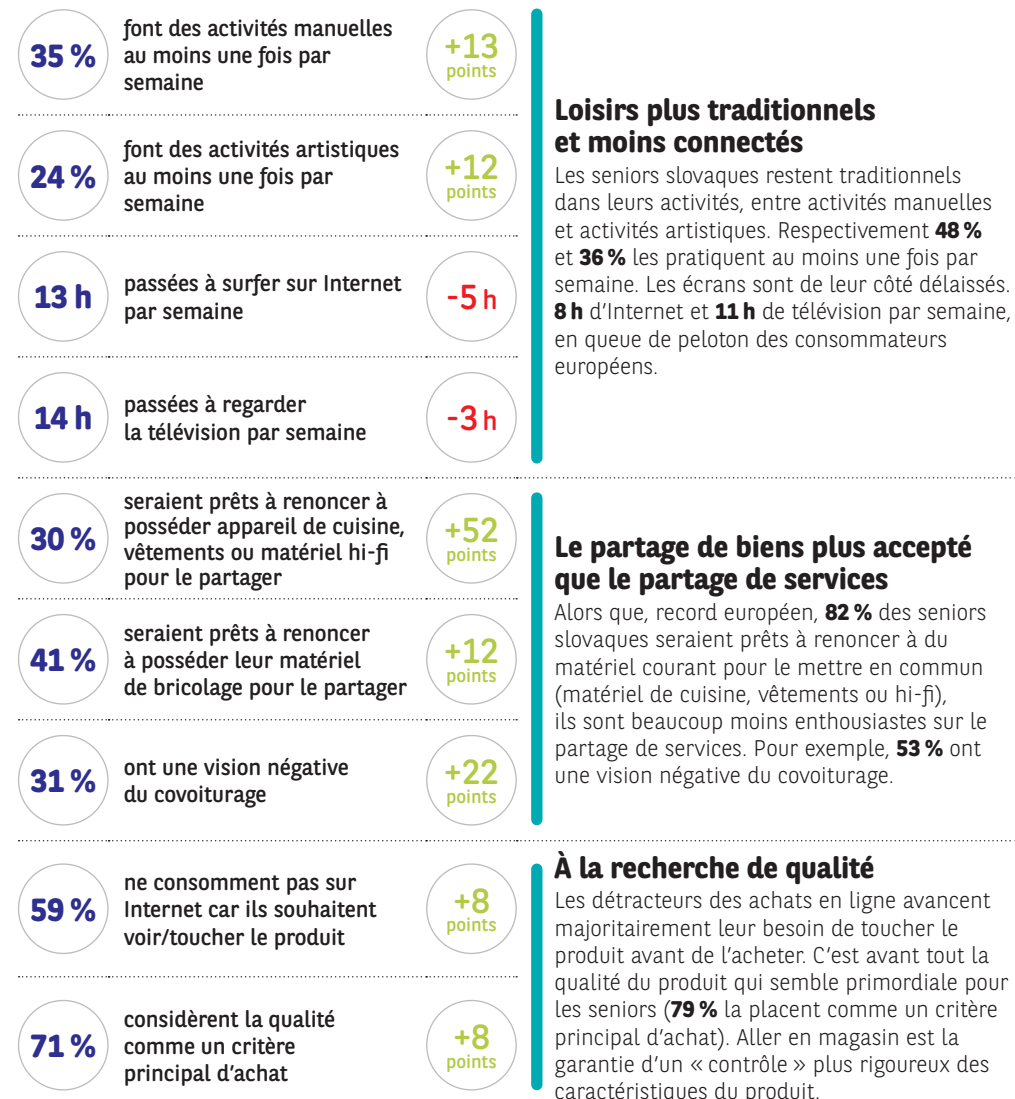 35 %
font des activités manuelles
au moins une fois par
semaine
+13
points
24 %
font des activités artistiques
au moins une fois par
semaine
+12
points
13 h
passées à surfer sur Internet
par semaine
-5 h
14 h
passées à regarder
la télévision par semaine
-3 h
Loisirs plus traditionnels
et moins connectés
Les seniors slovaques restent traditionnels
dans leurs activités, entre activités manuelles
et activités artistiques. Respectivement 48 %
et 36 % les pratiquent au moins une fois par
semaine. Les écrans sont de leur côté délaissés.
8 h d'Internet et 11 h de télévision par semaine,
en queue de peloton des consommateurs
européens.
30 %
seraient prêts à renoncer à
posséder appareil de cuisine,
vêtements ou matériel hi-fi
pour le partager
+52
points
41 %
seraient prêts à renoncer
à posséder leur matériel
de bricolage pour le partager
+12
points
31 %
ont une vision négative
du covoiturage
+22
points
Le partage de biens plus accepté
que le partage de services
Alors que, record européen, 82 % des seniors
slovaques seraient prêts à renoncer à du
matériel courant pour le mettre en commun
(matériel de cuisine, vêtements ou hi-fi),
ils sont beaucoup moins enthousiastes sur le
partage de services. Pour exemple, 53 % ont
une vision négative du covoiturage.
59 %
ne consomment pas sur
Internet car ils souhaitent
voir/toucher le produit
+8
points
71 %
considèrent la qualité
comme un critère
principal d'achat
+8
points
À la recherche de qualité
Les détracteurs des achats en ligne avancent
majoritairement leur besoin de toucher le
produit avant de l'acheter. C'est avant tout la
qualité du produit qui semble primordiale pour
les seniors (79 % la placent comme un critère
principal d'achat). Aller en magasin est la
garantie d'un « contrôle » plus rigoureux des
caractéristiques du produit.